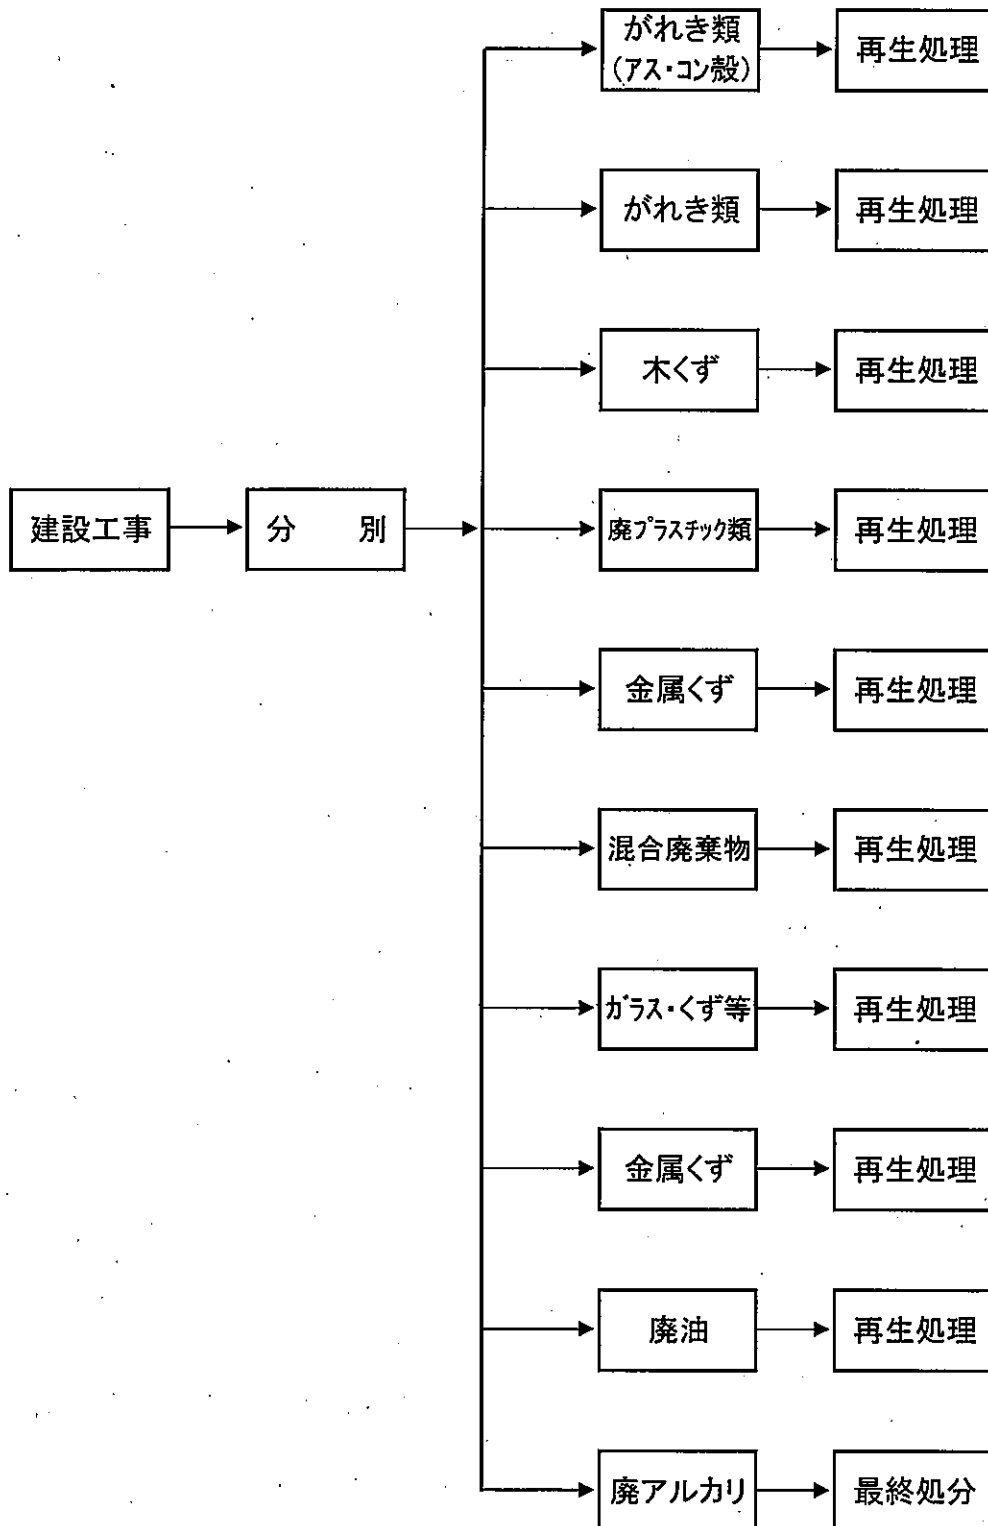 がれき類
(アス・コン殻)
再生処理
がれき類
再生処理
木くず
再生処理
建設工事
分　別
廃プラスチック類
再生処理
金属くず
再生処理
混合廃棄物
再生処理
ガラス・くず等
再生処理
金属くず
再生処理
廃油
再生処理
廃アルカリ
最終処分